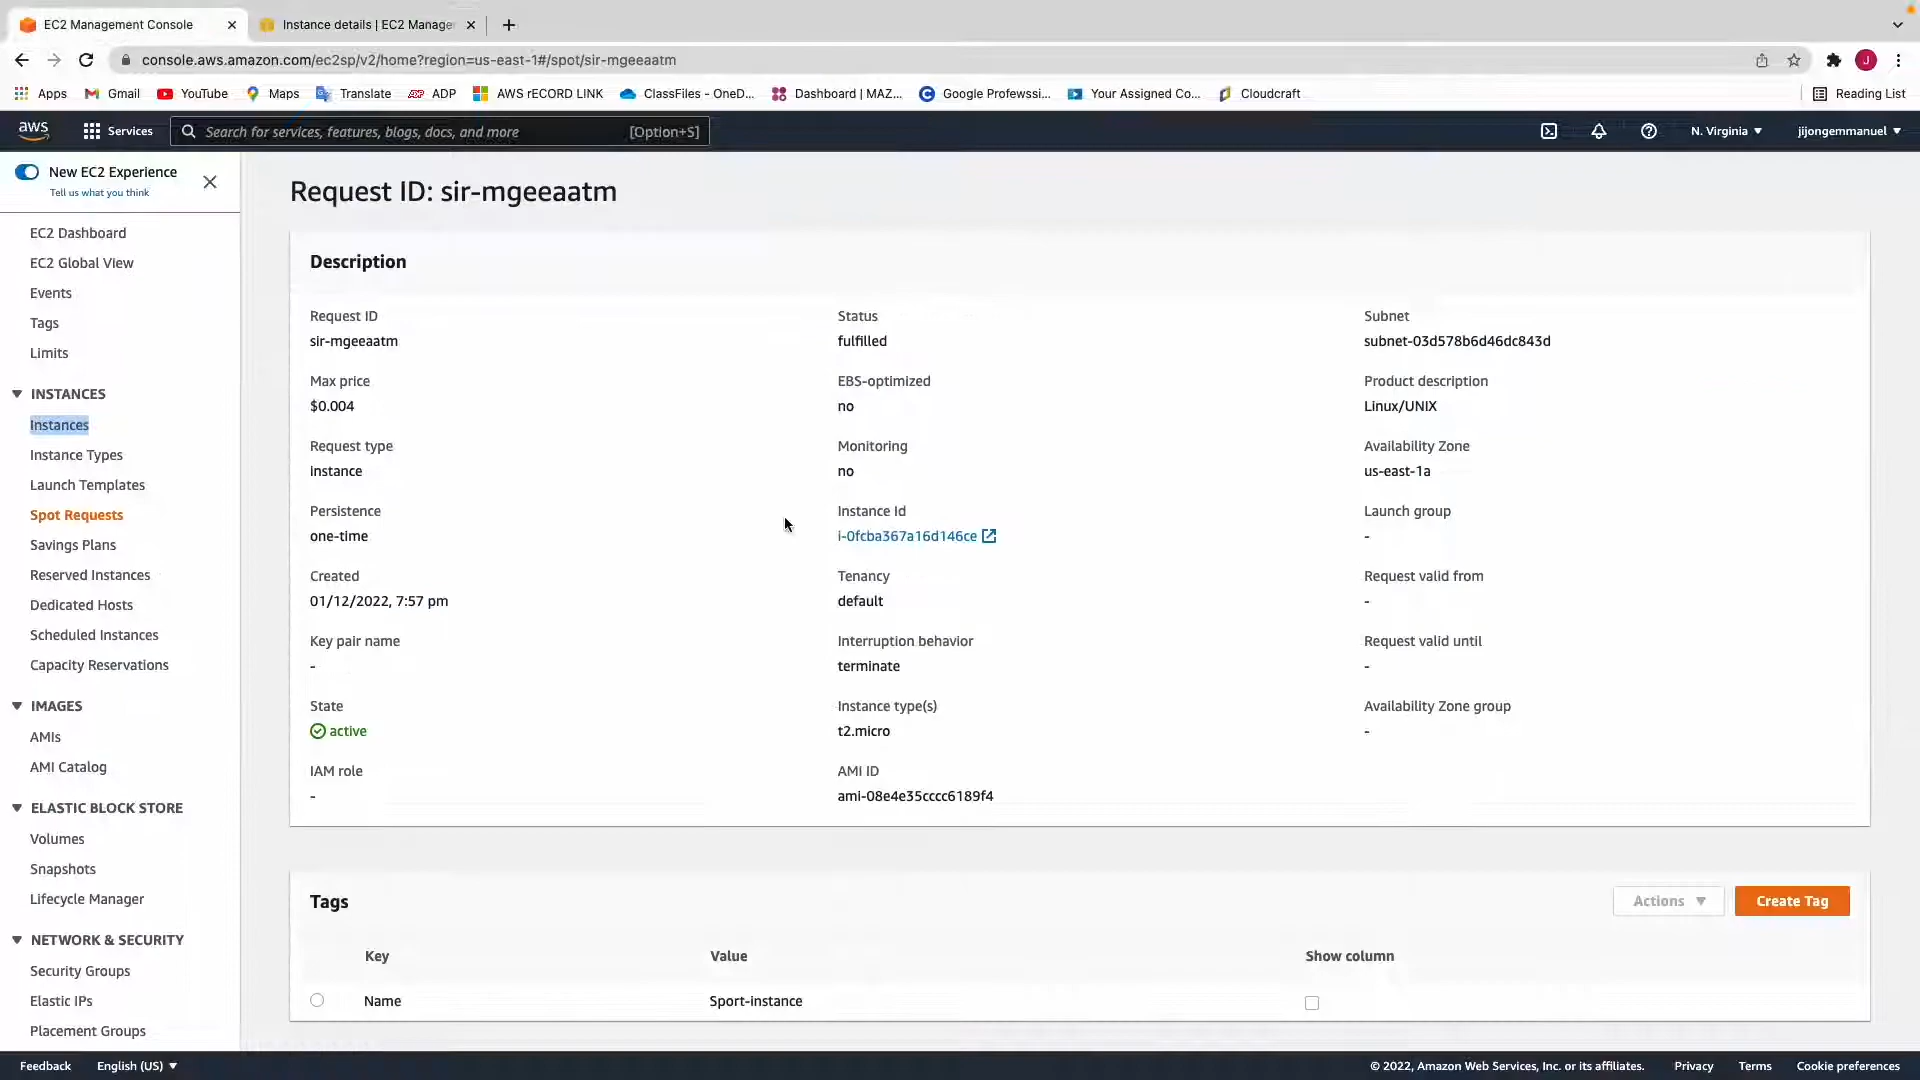 EC2 Management Console
Instance details | EC2 Manage
console.aws.amazon.com/ec2sp/v2/home?region=us-east-1#/spot/sir-mgeeaatm
J
Apps Gmail YouTube Maps Translate ADP AWS rECORD LINK ClassFiles - OneD... Dashboard | MAZ... Google Profewssi... Your Assigned Co... Cloudcraft Reading List
aws Services Search for services, features, blogs, docs, and more [Option+S] N. Virginia jijongemmanuel
New EC2 Experience
Tell us what you think
EC2 Dashboard
EC2 Global View
Events
Tags
Limits
INSTANCES
Instances
Instance Types
Launch Templates
Spot Requests
Savings Plans
Reserved Instances
Dedicated Hosts
Scheduled Instances
Capacity Reservations
IMAGES
AMIs
AMI Catalog
ELASTIC BLOCK STORE
Volumes
Snapshots
Lifecycle Manager
NETWORK & SECURITY
Security Groups
Elastic IPs
Placement Groups
Request ID: sir-mgeeaatm
Description
Request ID
sir-mgeeaatm
Max price
$0.004
Request type
instance
Persistence
one-time
Created
01/12/2022, 7:57 pm
Key pair name
-
State
active
IAM role
-
Status
fulfilled
EBS-optimized
no
Monitoring
no
Instance Id
i-0fcba367a16d146ce
Tenancy
default
Interruption behavior
terminate
Instance type(s)
t2.micro
AMI ID
ami-08e4e35cccc6189f4
Subnet
subnet-03d578b6d46dc843d
Product description
Linux/UNIX
Availability Zone
us-east-1a
Launch group
-
Request valid from
-
Request valid until
-
Availability Zone group
-
Tags
Actions
Create Tag
Key Value Show column
Name Sport-instance
Feedback English (US) © 2022, Amazon Web Services, Inc. or its affiliates. Privacy Terms Cookie preferences